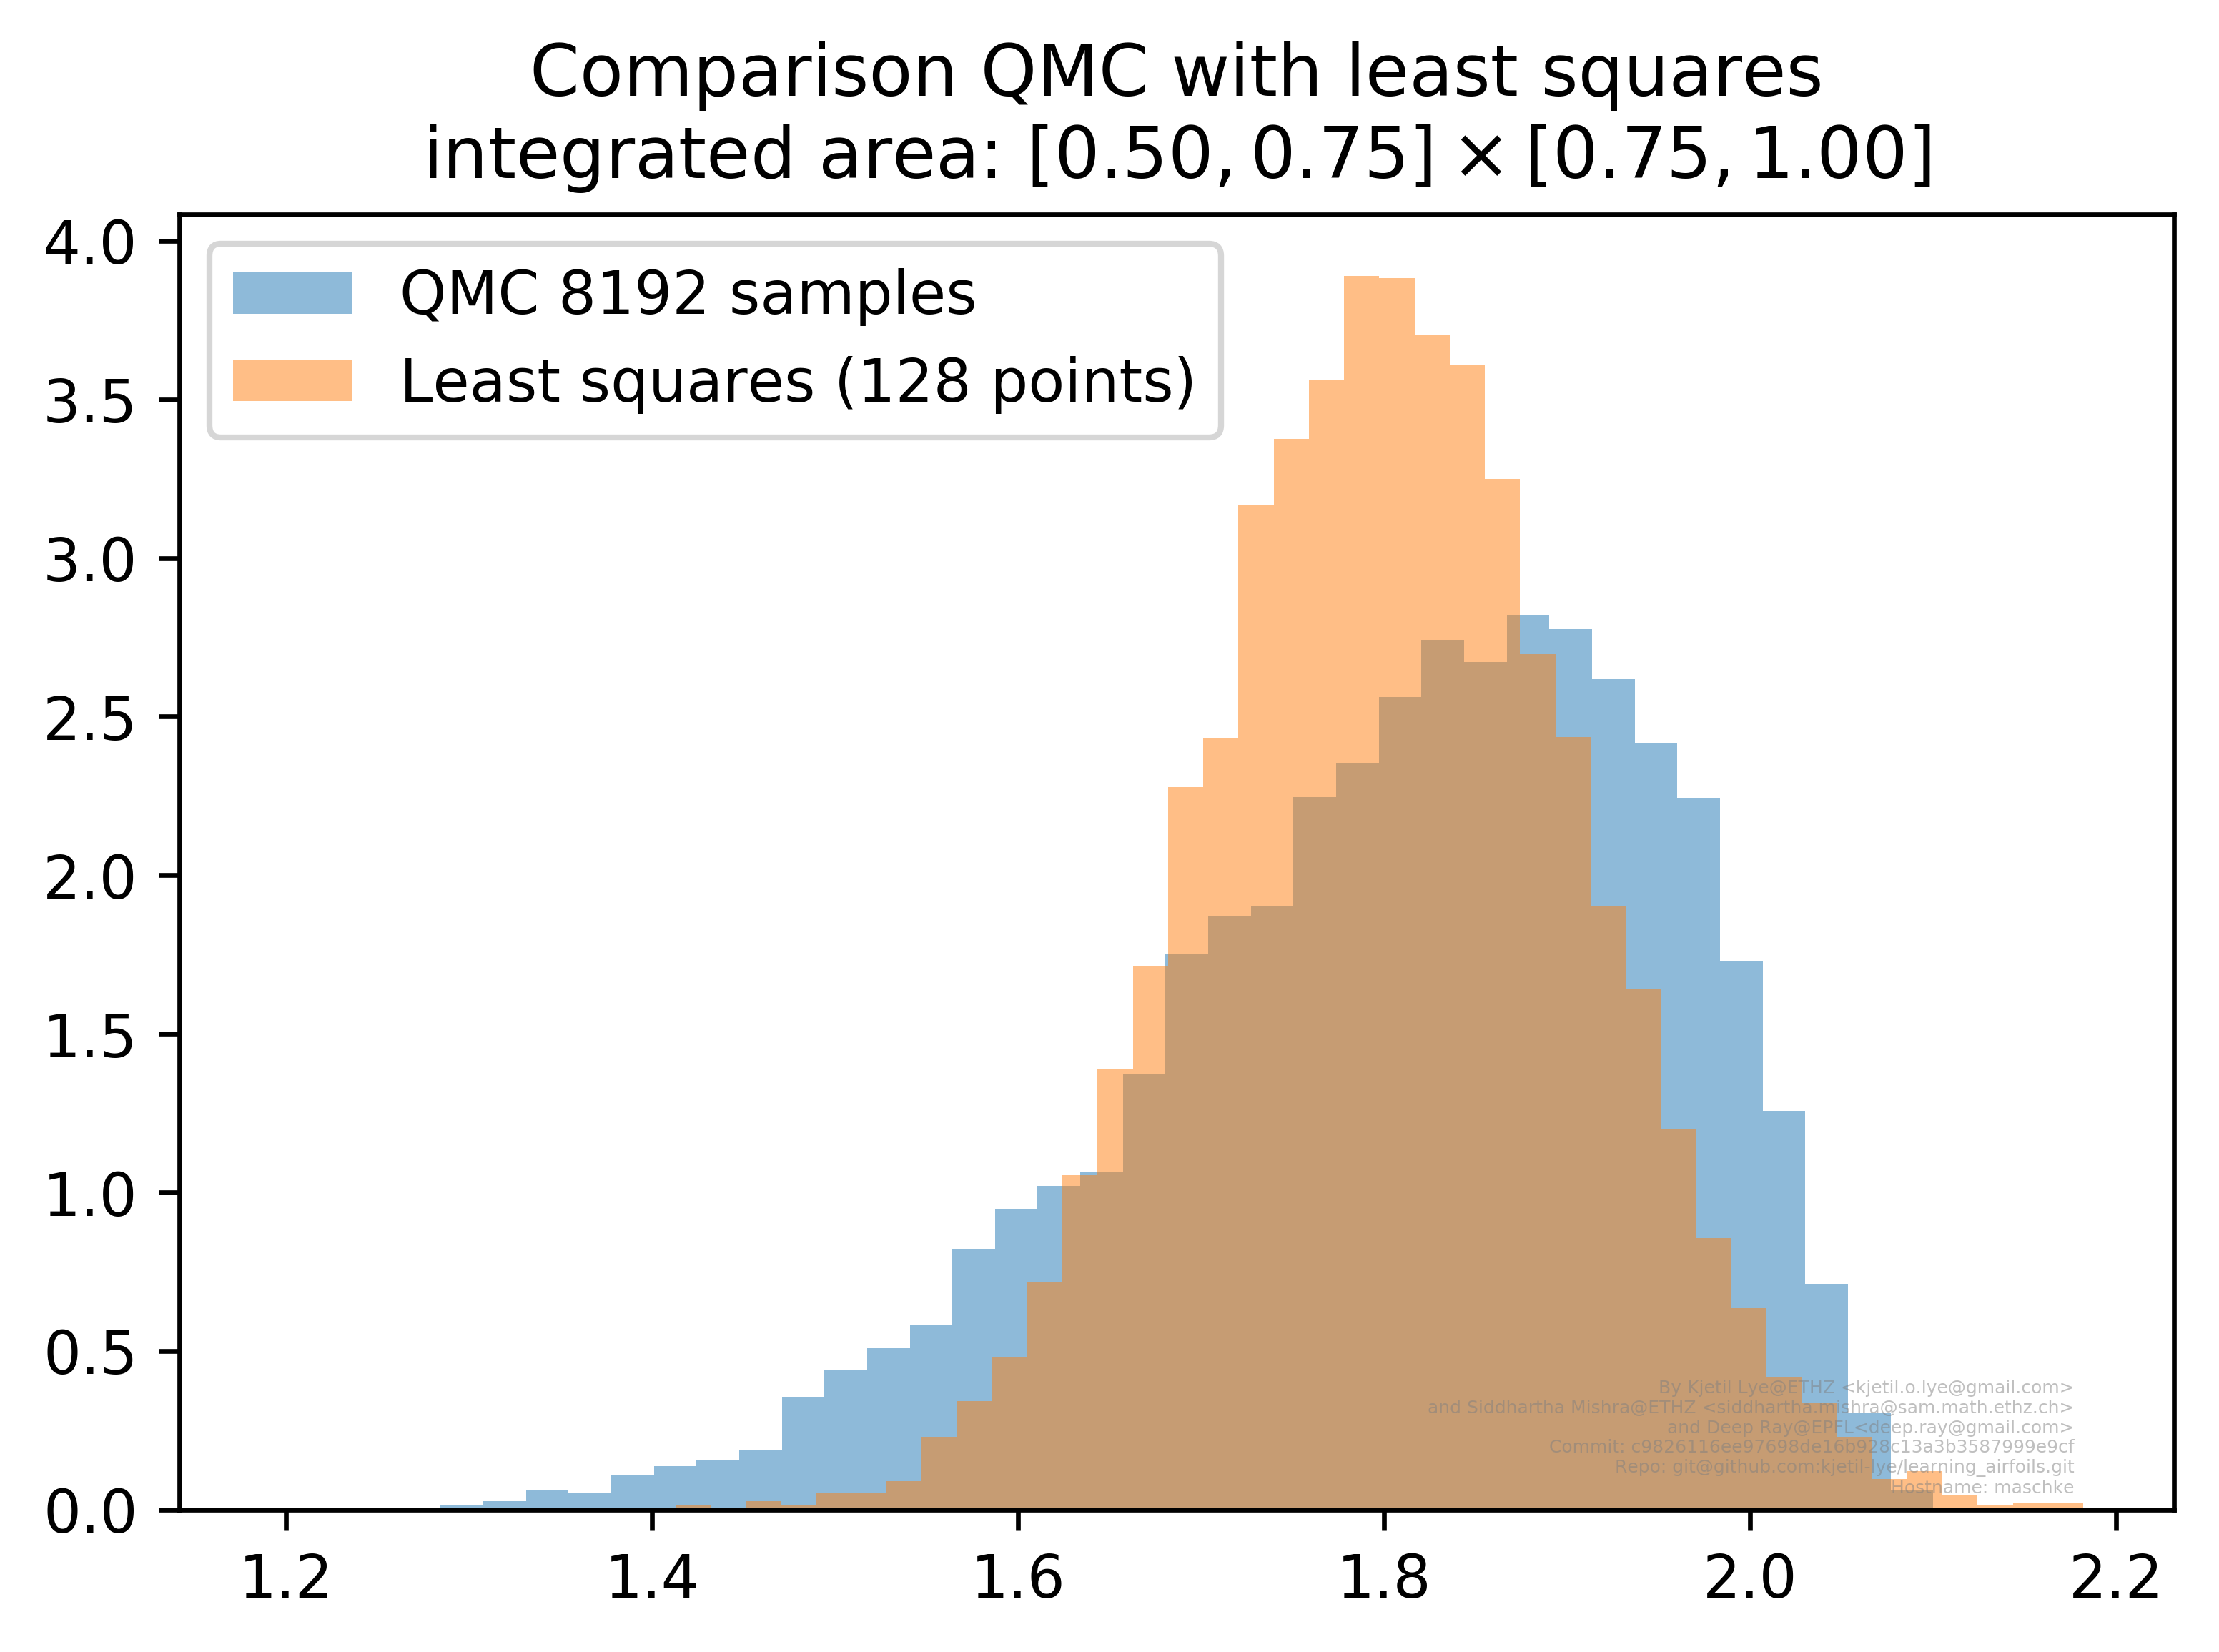 Comparison QMC with least squares
integrated area: [0.50, 0.75] × [0.75, 1.00]
QMC 8192 samples
Least squares (128 points)
4.0
3.5
3.0
2.5
2.0
1.5
1.0
0.5
0.0
1.2 1.4 1.6 1.8 2.0 2.2
By Kjetil Lye@ETHZ <kjetil.o.lye@gmail.com>
and Siddhartha Mishra@ETHZ <siddhartha.mishra@sam.math.ethz.ch>
and Deep Ray@EPFL<deep.ray@gmail.com>
Commit: c9826116ee97698de16b928c13a3b3587999e9cf
Repo: git@github.com:kjetil-lye/learning_airfoils.git
Hostname: maschke